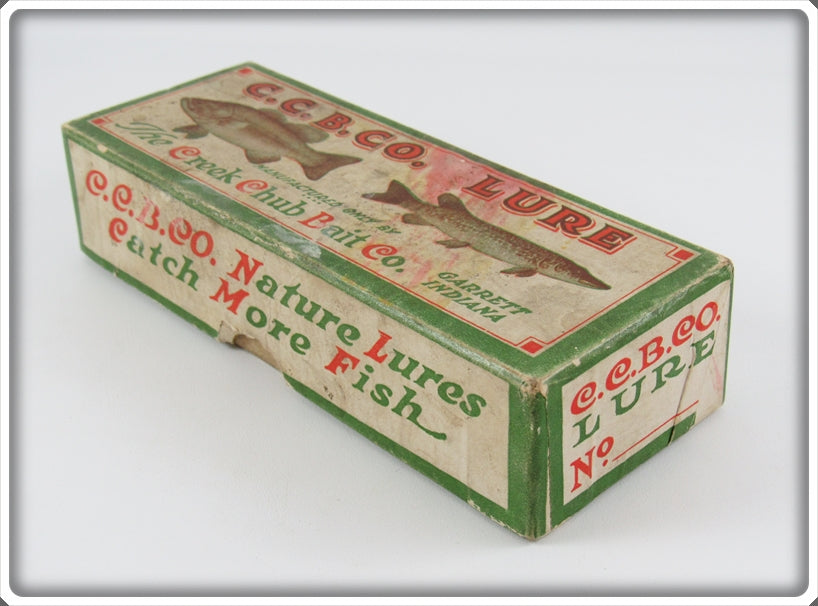 C.C.B.CO. LURE
MANUFACTURED ONLY BY
The Creek Chub Bait Co.
GARRETT
INDIANA
C.C.B.CO. Nature Lures
Catch More Fish
C.C.B.CO.
LURE
No